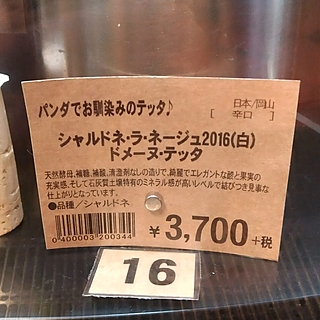 パンダでお馴染みのテッタ♪
日本/岡山
[ 辛口 ]
シャルドネ・ラ・ネージュ2016(白)
ドメーヌ・テッタ
天然酵母、補糖、補酸、清澄剤なしの造りで、綺麗でエレガントな酸と果実の
充実感、そして石灰質土壌特有のミネラル感が高いレベルで結びつき見事な
仕上がりとなっています。
●品種/シャルドネ
0400003200344
¥3,700+税
16